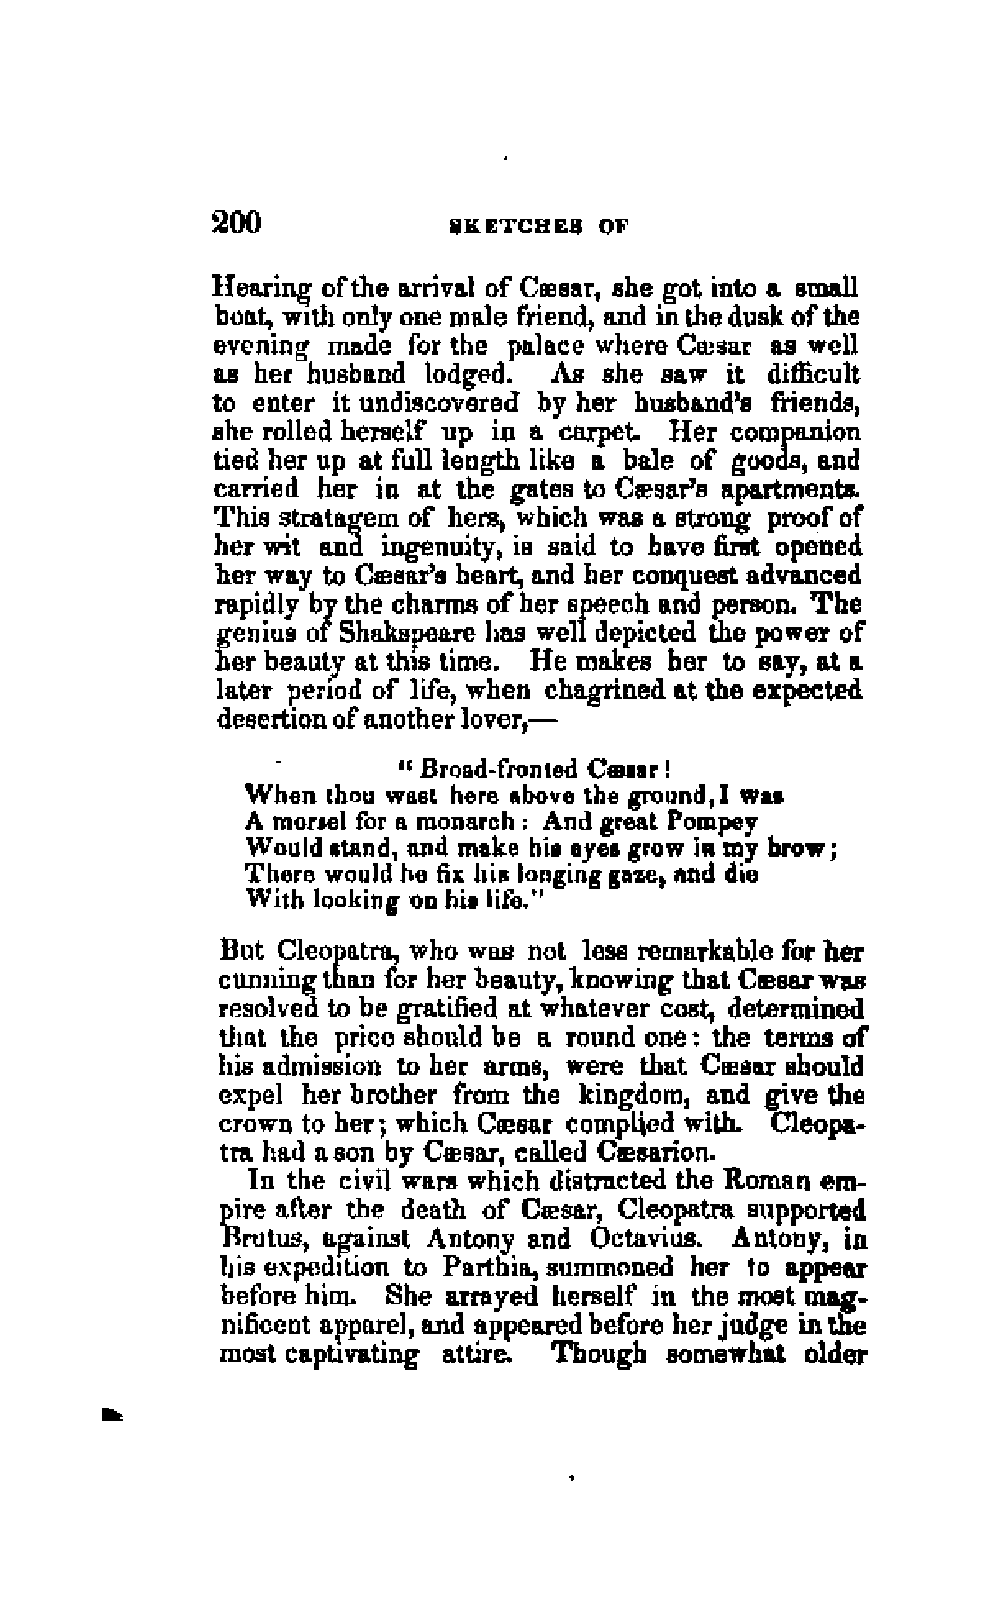 200 SKETCHES OF
Hearing of the arrival of Cæsar, she got into a small
boat, with only one male friend, and in the dusk of the
evening made for the palace where Cæsar as well
as her husband lodged. As she saw it difficult
to enter it undiscovered by her husband's friends,
she rolled herself up in a carpet. Her companion
tied her up at full length like a bale of goods, and
carried her in at the gates to Cæsar's apartments.
This stratagem of hers, which was a strong proof of
her wit and ingenuity, is said to have first opened
her way to Cæsar's heart, and her conquest advanced
rapidly by the charms of her speech and person. The
genius of Shakspeare has well depicted the power of
her beauty at this time. He makes her to say, at a
later period of life, when chagrined at the expected
desertion of another lover,—
"Broad-fronted Cæsar!
When thou wast here above the ground, I was
A morsel for a monarch: And great Pompey
Would stand, and make his eyes grow in my brow;
There would he fix his longing gaze, and die
With looking on his life."
But Cleopatra, who was not less remarkable for her
cunning than for her beauty, knowing that Cæsar was
resolved to be gratified at whatever cost, determined
that the price should be a round one: the terms of
his admission to her arms, were that Cæsar should
expel her brother from the kingdom, and give the
crown to her; which Cæsar complied with. Cleopa-
tra had a son by Cæsar, called Cæsarion.
In the civil wars which distracted the Roman em-
pire after the death of Cæsar, Cleopatra supported
Brutus, against Antony and Octavius. Antony, in
his expedition to Parthia, summoned her to appear
before him. She arrayed herself in the most mag-
nificent apparel, and appeared before her judge in the
most captivating attire. Though somewhat older